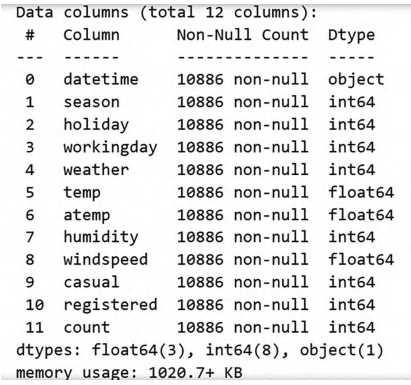 Data columns (total 12 columns):
#   Column      Non-Null Count  Dtype
---  ------      --------------  -----
0   datetime    10886 non-null  object
1   season      10886 non-null  int64
2   holiday     10886 non-null  int64
3   workingday  10886 non-null  int64
4   weather     10886 non-null  int64
5   temp        10886 non-null  float64
6   atemp       10886 non-null  float64
7   humidity    10886 non-null  int64
8   windspeed   10886 non-null  float64
9   casual      10886 non-null  int64
10  registered  10886 non-null  int64
11  count       10886 non-null  int64
dtypes: float64(3), int64(8), object(1)
memory usage: 1020.7+ KB